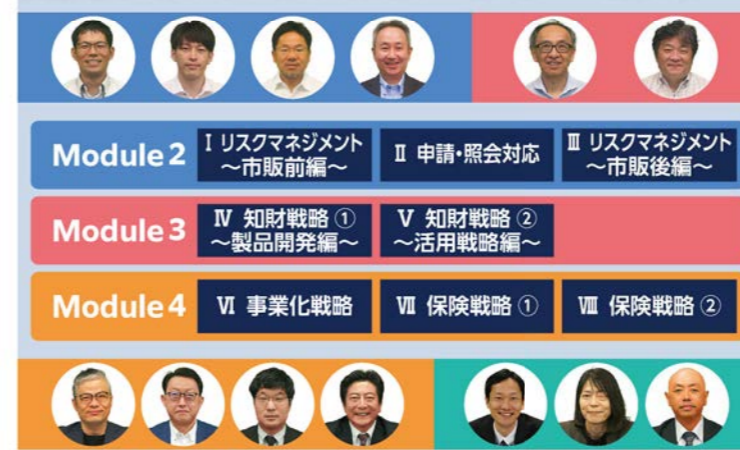 Module 2
Ⅰ リスクマネジメント
~市販前編~
Ⅱ 申請・照会対応
Ⅲ リスクマネジメント
~市販後編~
Module 3
Ⅳ 知財戦略 ①
~製品開発編~
Ⅴ 知財戦略 ②
~活用戦略編~
Module 4
Ⅵ 事業化戦略
Ⅶ 保険戦略 ①
Ⅷ 保険戦略 ②